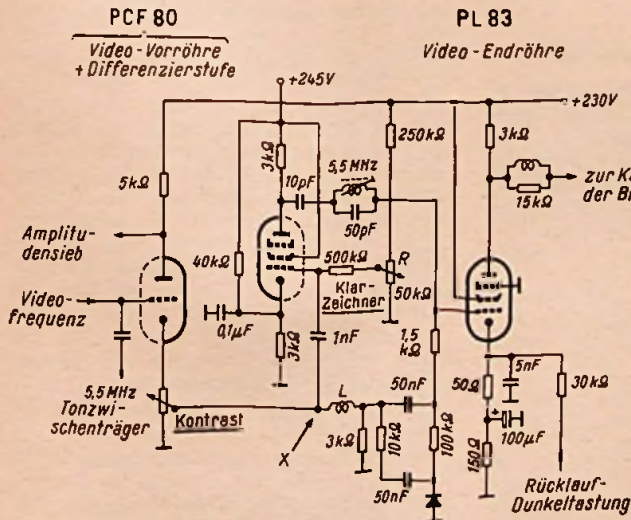 PCF 80
PL 83
Video-Vorröhre
+ Differenzierstufe
Video-Endröhre
+245V
+230V
250kΩ
3kΩ
3kΩ
5,5 MHz
10pF
5kΩ
50pF
15kΩ
Amplitu-
densieb
40kΩ
500kΩ
R
Klar-
zeichner
50kΩ
Video-
frequenz
0,1µF
3kΩ
1nF
1,5
kΩ
5nF
5,5 MHz
Tonzwi-
schenträger
Kontrast
50nF
50Ω
30kΩ
L
X
3kΩ
10kΩ
100kΩ
+
100µF
50nF
150Ω
Rücklauf-
Dunkeltastung